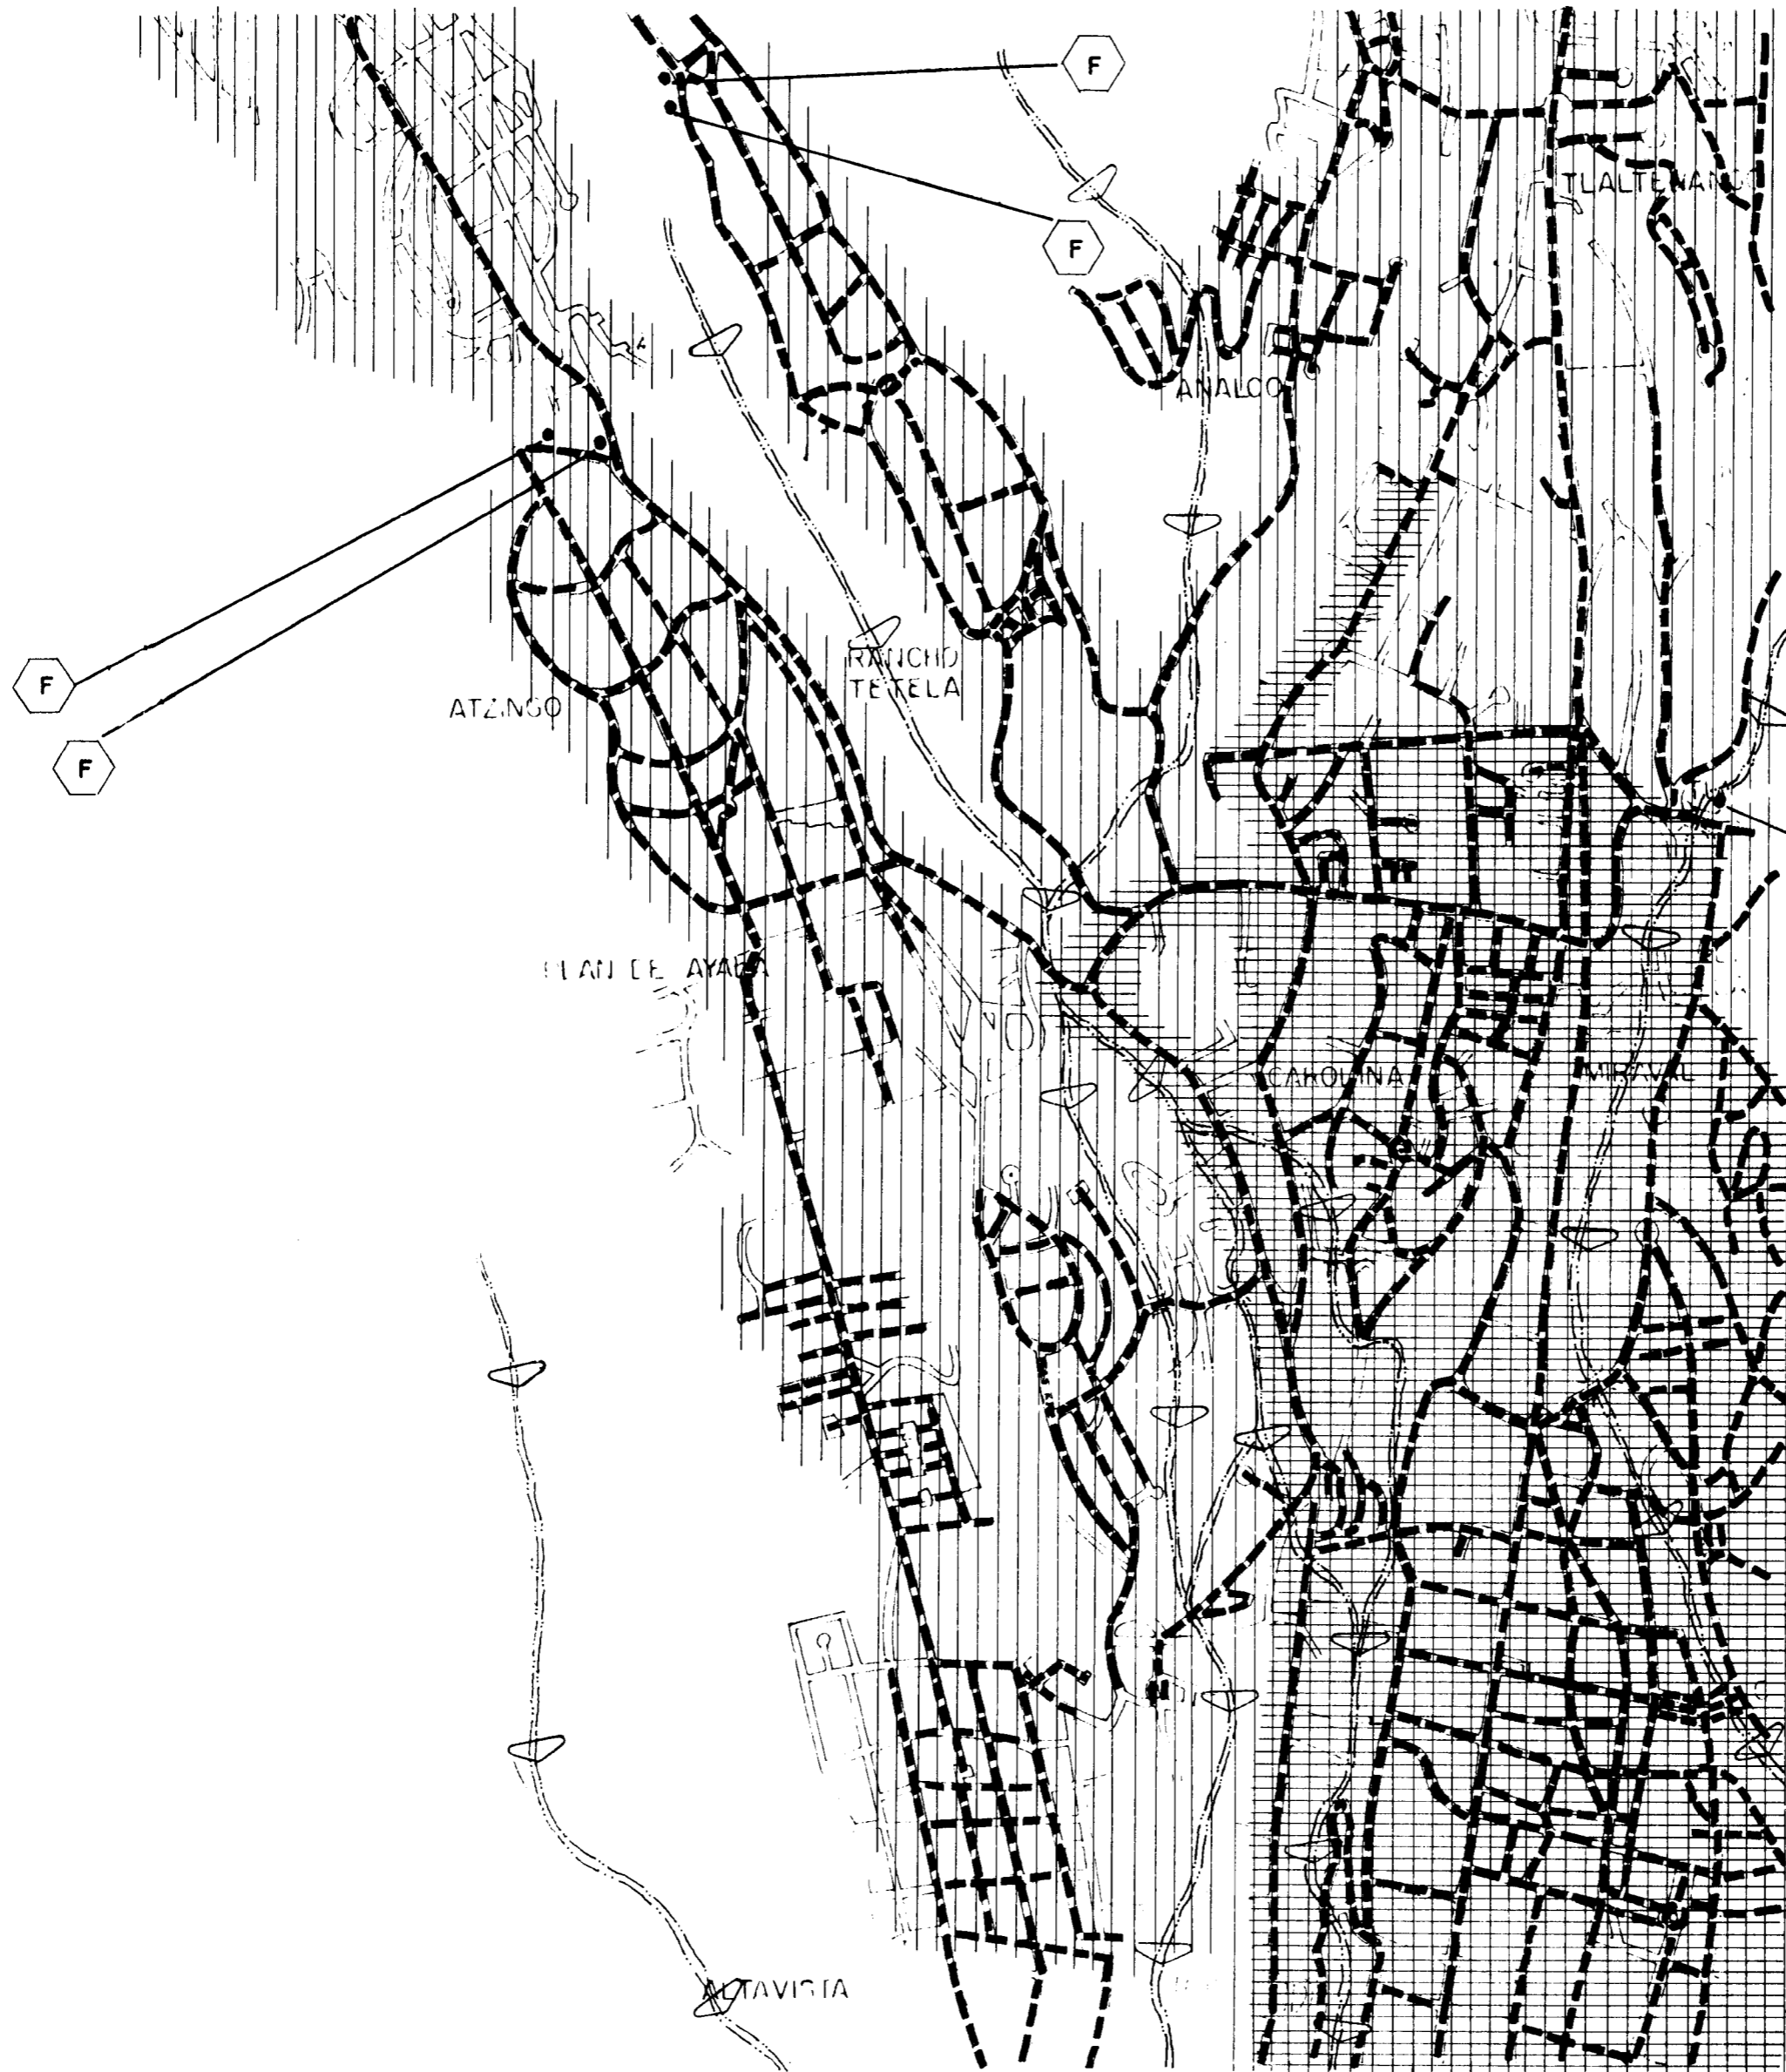 F
TLALTENANGO
F
ANALCO
RANCHO
TETELA
F
ATZINGO
F
PLAN DE AYALA
CAROLINA
MIRAVAL
ALTAVISTA